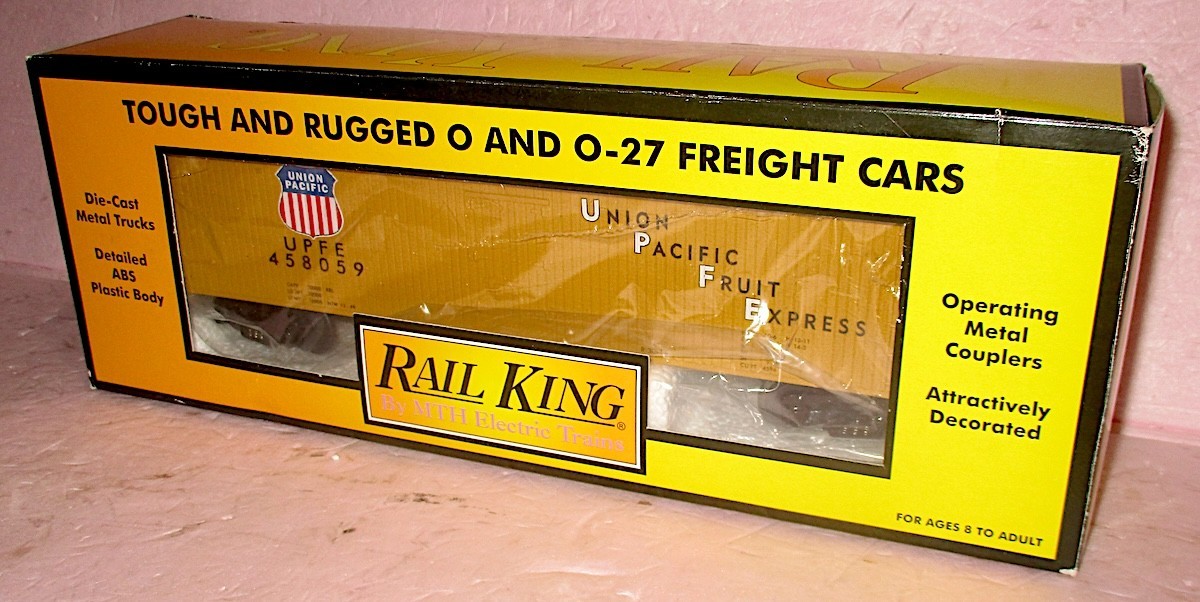 RAIL KING®
TOUGH AND RUGGED O AND O-27 FREIGHT CARS
Die-Cast
Metal Trucks
Detailed
ABS
Plastic Body
UNION
PACIFIC
UPFE
458059
UNION
PACIFIC
FRUIT
EXPRESS
RAIL KING®
By MTH Electric Trains
Operating
Metal
Couplers
Attractively
Decorated
FOR AGES 8 TO ADULT